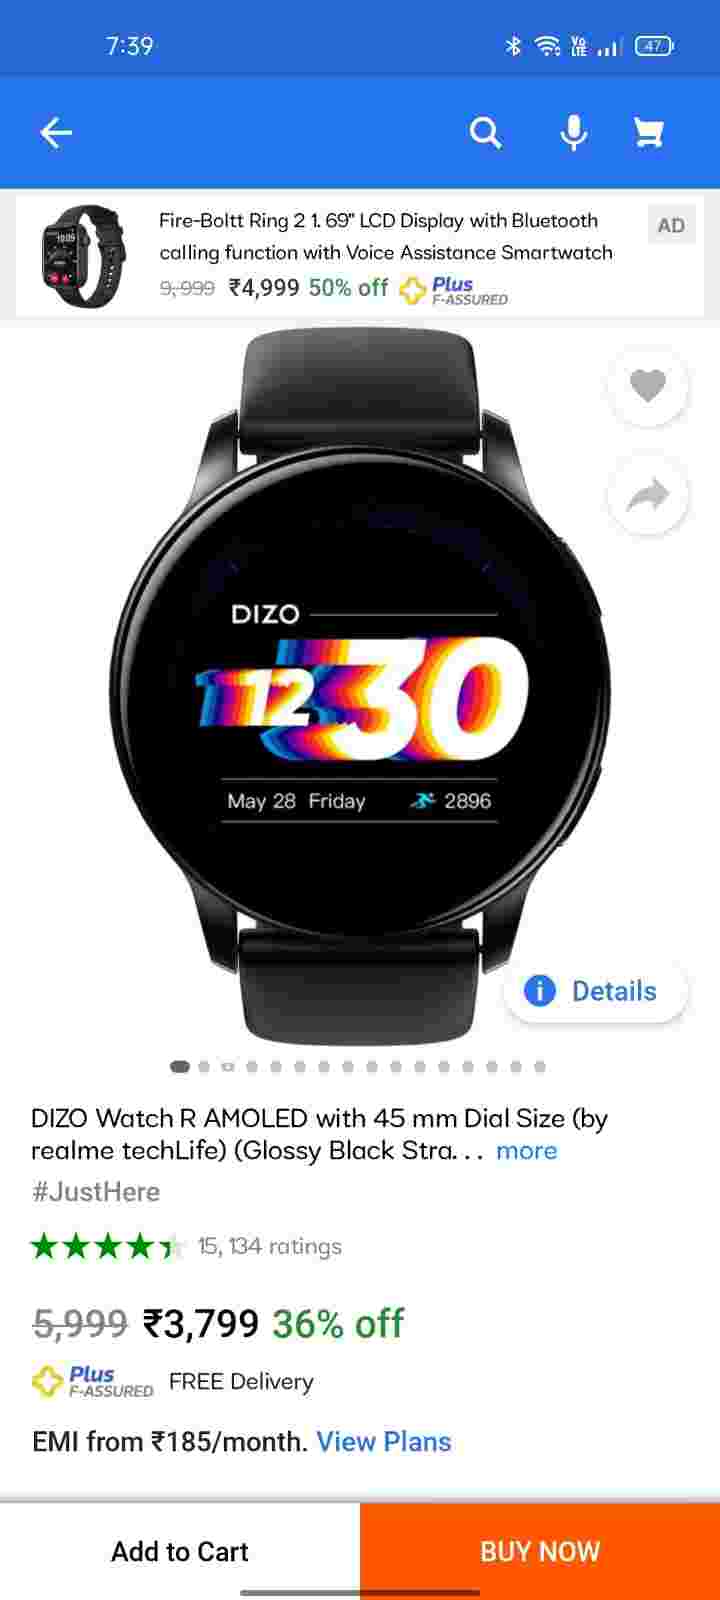 7:39
Vo LTE
47
Fire-Boltt Ring 2 1.69" LCD Display with Bluetooth
calling function with Voice Assistance Smartwatch
AD
9,999 ₹4,999 50% off Plus F-ASSURED
DIZO
12 30
May 28 Friday 2896
Details
DIZO Watch R AMOLED with 45 mm Dial Size (by
realme techLife) (Glossy Black Stra... more
#JustHere
15,134 ratings
5,999 ₹3,799 36% off
Plus F-ASSURED FREE Delivery
EMI from ₹185/month. View Plans
Add to Cart BUY NOW